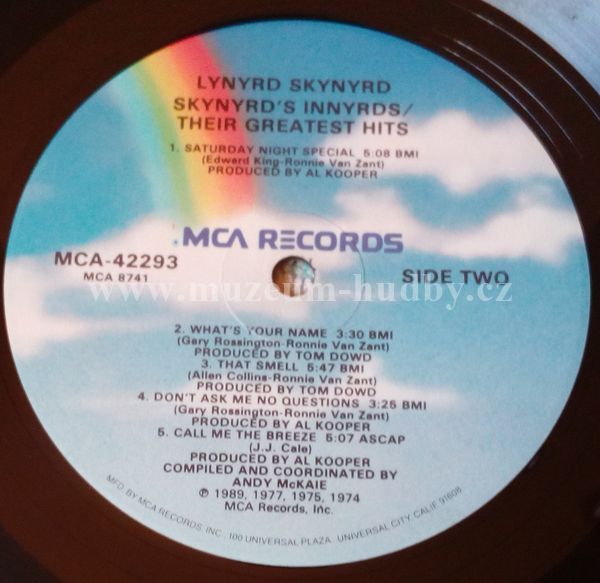 LYNYRD SKYNYRD
SKYNYRD'S INNYRDS/
THEIR GREATEST HITS
1. SATURDAY NIGHT SPECIAL 5:08 BMI
(Edward King-Ronnie Van Zant)
PRODUCED BY AL KOOPER
MCA RECORDS
MCA-42293
MCA 8741
SIDE TWO
www.muzeum-hudby.cz
2. WHAT'S YOUR NAME 3:30 BMI
(Gary Rossington-Ronnie Van Zant)
PRODUCED BY TOM DOWD
3. THAT SMELL 5:47 BMI
(Allen Collins-Ronnie Van Zant)
PRODUCED BY TOM DOWD
4. DON'T ASK ME NO QUESTIONS 3:25 BMI
(Gary Rossington-Ronnie Van Zant)
PRODUCED BY AL KOOPER
5. CALL ME THE BREEZE 5:07 ASCAP
(J.J. Cale)
PRODUCED BY AL KOOPER
COMPILED AND COORDINATED BY
ANDY McKAIE
℗ 1989, 1977, 1975, 1974
MCA Records, Inc.
MFD BY MCA RECORDS, INC., 100 UNIVERSAL PLAZA, UNIVERSAL CITY, CALIF. 91608